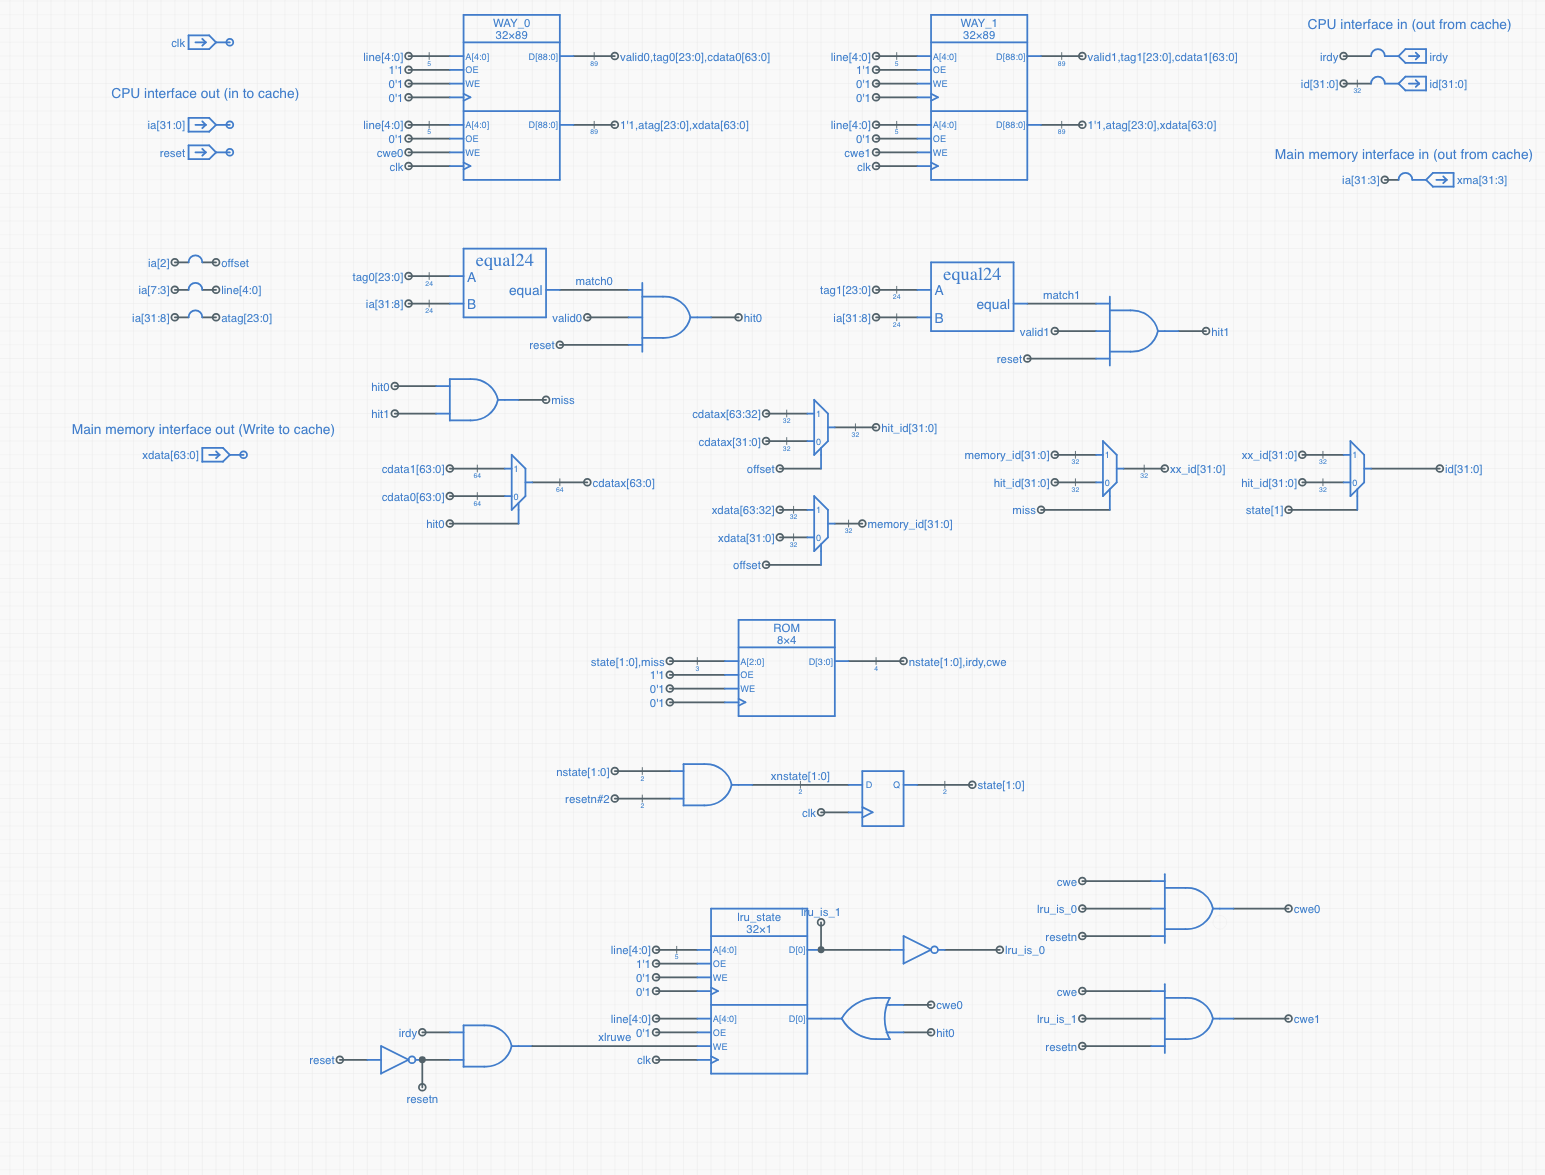 clk
CPU interface out (in to cache)
ia[31:0]
reset
WAY_0
32×89
line[4:0]
5
A[4:0]
D[88:0]
89
valid0,tag0[23:0],cdata0[63:0]
1'1
OE
0'1
WE
0'1
line[4:0]
5
A[4:0]
D[88:0]
89
1'1,atag[23:0],xdata[63:0]
0'1
OE
cwe0
WE
clk
WAY_1
32×89
line[4:0]
5
A[4:0]
D[88:0]
89
valid1,tag1[23:0],cdata1[63:0]
1'1
OE
0'1
WE
0'1
line[4:0]
5
A[4:0]
D[88:0]
89
1'1,atag[23:0],xdata[63:0]
0'1
OE
cwe1
WE
clk
CPU interface in (out from cache)
irdy
irdy
id[31:0]
32
id[31:0]
Main memory interface in (out from cache)
ia[31:3]
xma[31:3]
ia[2]
offset
ia[7:3]
line[4:0]
ia[31:8]
atag[23:0]
equal24
tag0[23:0]
24
A
ia[31:8]
24
B
equal
match0
valid0
reset
hit0
equal24
tag1[23:0]
24
A
ia[31:8]
24
B
equal
match1
valid1
reset
hit1
hit0
hit1
miss
Main memory interface out (Write to cache)
xdata[63:0]
cdata1[63:0]
64
1
cdata0[63:0]
64
0
hit0
64
cdatax[63:0]
cdatax[63:32]
32
1
cdatax[31:0]
32
0
offset
32
hit_id[31:0]
xdata[63:32]
32
1
xdata[31:0]
32
0
offset
32
memory_id[31:0]
memory_id[31:0]
32
1
hit_id[31:0]
32
0
miss
32
xx_id[31:0]
xx_id[31:0]
32
1
hit_id[31:0]
32
0
state[1]
id[31:0]
ROM
8×4
state[1:0],miss
3
A[2:0]
D[3:0]
4
nstate[1:0],irdy,cwe
1'1
OE
0'1
WE
0'1
nstate[1:0]
2
resetn#2
2
xnstate[1:0]
2
D
Q
clk
2
state[1:0]
lru_state
32×1
lru_is_1
line[4:0]
5
A[4:0]
D[0]
lru_is_0
1'1
OE
0'1
WE
0'1
line[4:0]
A[4:0]
D[0]
cwe0
hit0
0'1
OE
xlruwe
WE
clk
irdy
reset
resetn
cwe
lru_is_0
resetn
cwe0
cwe
lru_is_1
resetn
cwe1